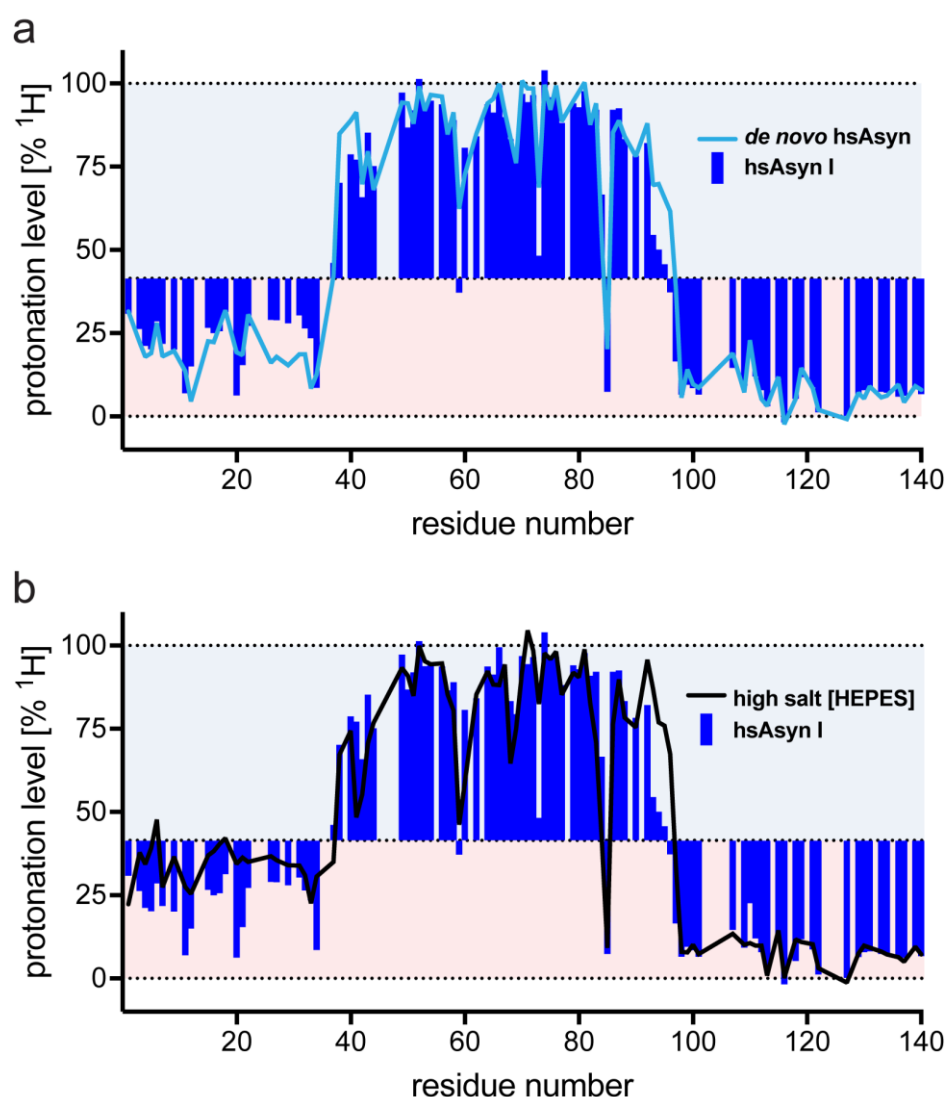 a
protonation level [% ¹H]
100
75
50
25
0
de novo hsAsyn
hsAsyn I
20 40 60 80 100 120 140
residue number
b
protonation level [% ¹H]
100
75
50
25
0
high salt [HEPES]
hsAsyn I
20 40 60 80 100 120 140
residue number